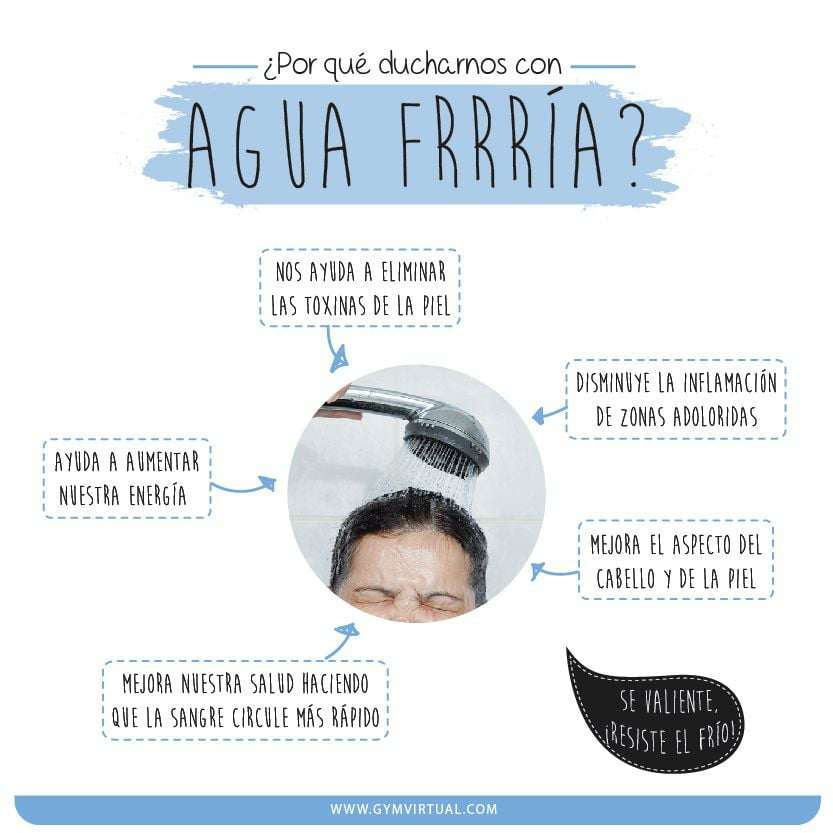 ¿Por qué ducharnos con
AGUA FRRRÍA?
NOS AYUDA A ELIMINAR
LAS TOXINAS DE LA PIEL
DISMINUYE LA INFLAMACIÓN
DE ZONAS ADOLORIDAS
AYUDA A AUMENTAR
NUESTRA ENERGÍA
MEJORA EL ASPECTO DEL
CABELLO Y DE LA PIEL
MEJORA NUESTRA SALUD HACIENDO
QUE LA SANGRE CIRCULE MÁS RÁPIDO
SE VALIENTE,
¡RESISTE EL FRÍO!
WWW.GYMVIRTUAL.COM